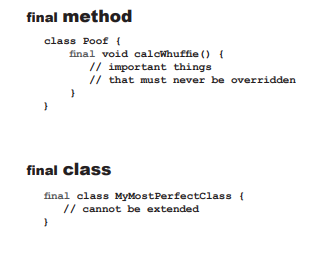 final method
class Poof {
final void calcWhuffie() {
// important things
// that must never be overridden
}
}
final class
final class MyMostPerfectClass {
// cannot be extended
}